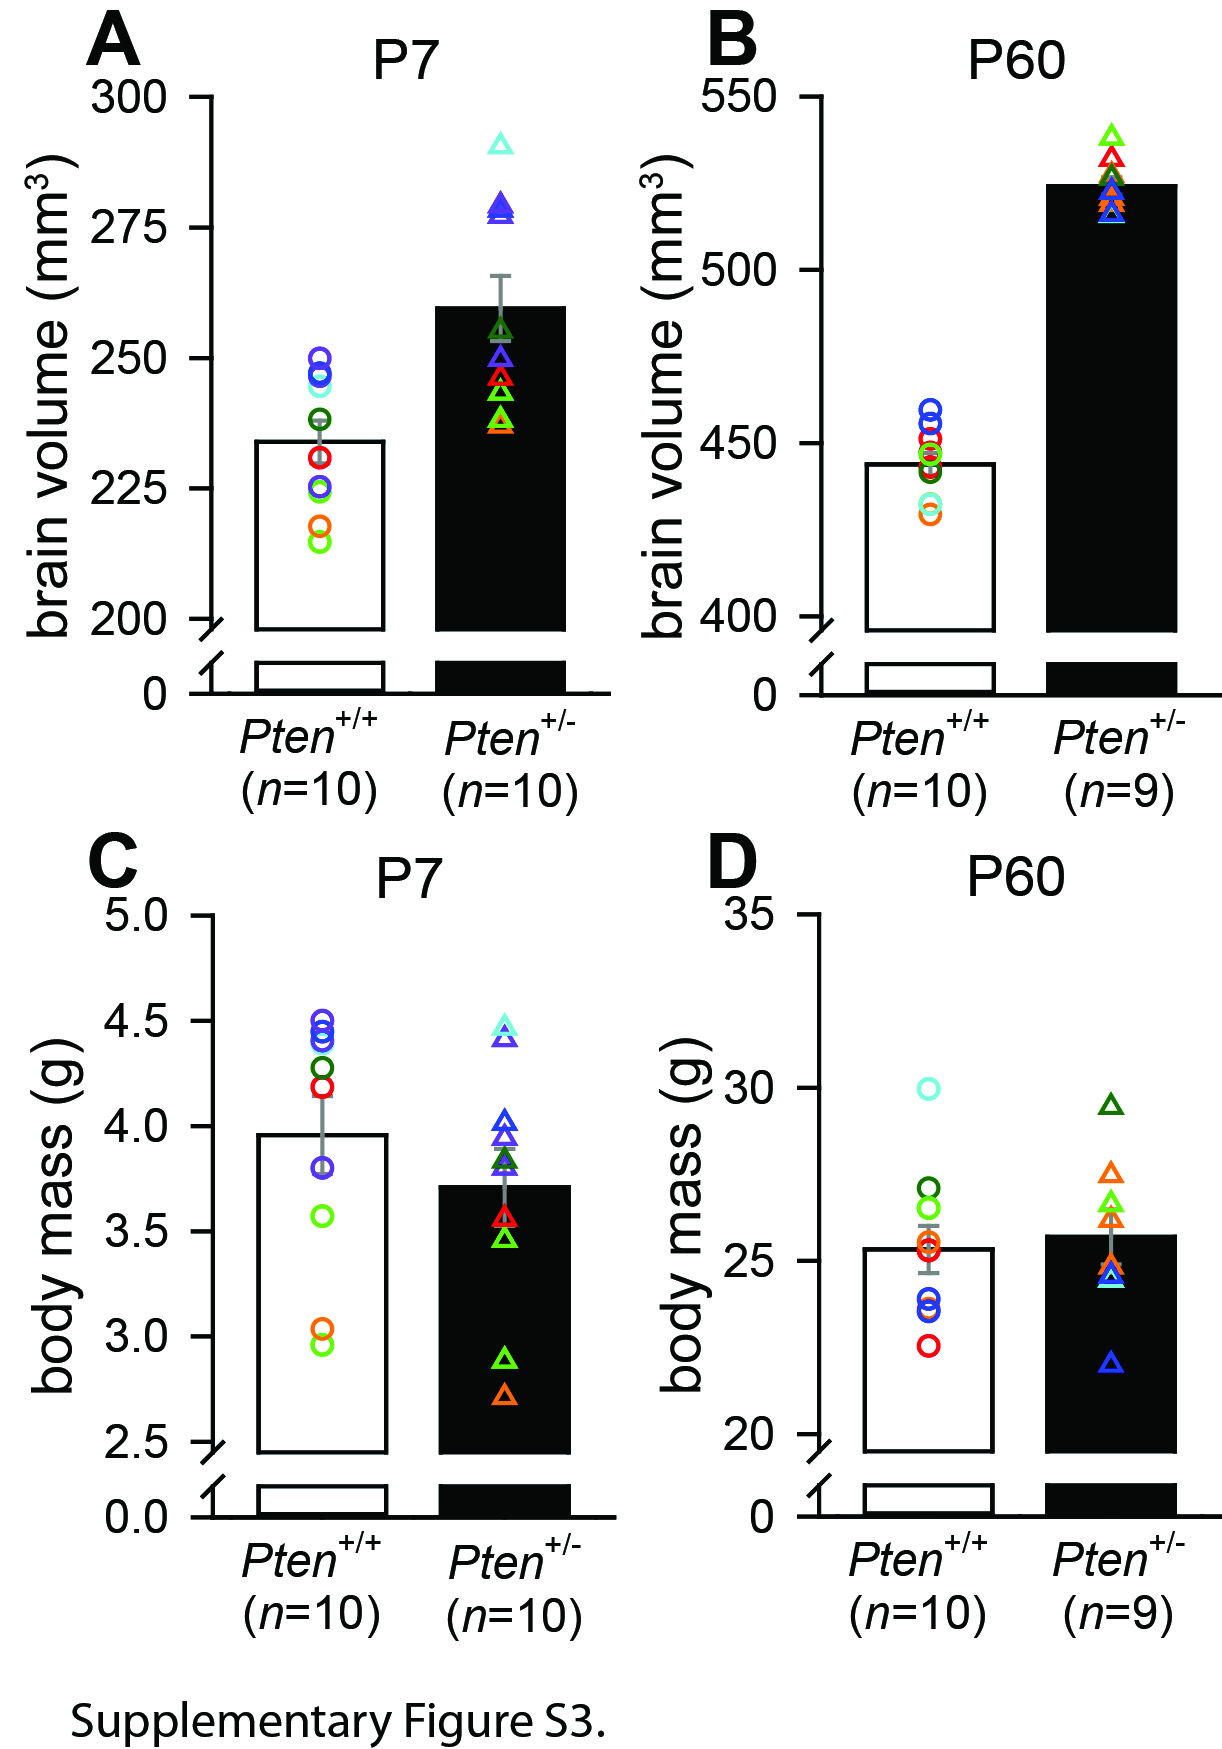 A
P7
brain volume (mm³)
300
275
250
225
200
0
Pten+/+
(n=10)
Pten+/-
(n=10)
B
P60
brain volume (mm³)
550
500
450
400
0
Pten+/+
(n=10)
Pten+/-
(n=9)
C
P7
body mass (g)
5.0
4.5
4.0
3.5
3.0
2.5
0.0
Pten+/+
(n=10)
Pten+/-
(n=10)
D
P60
body mass (g)
35
30
25
20
0
Pten+/+
(n=10)
Pten+/-
(n=9)
Supplementary Figure S3.